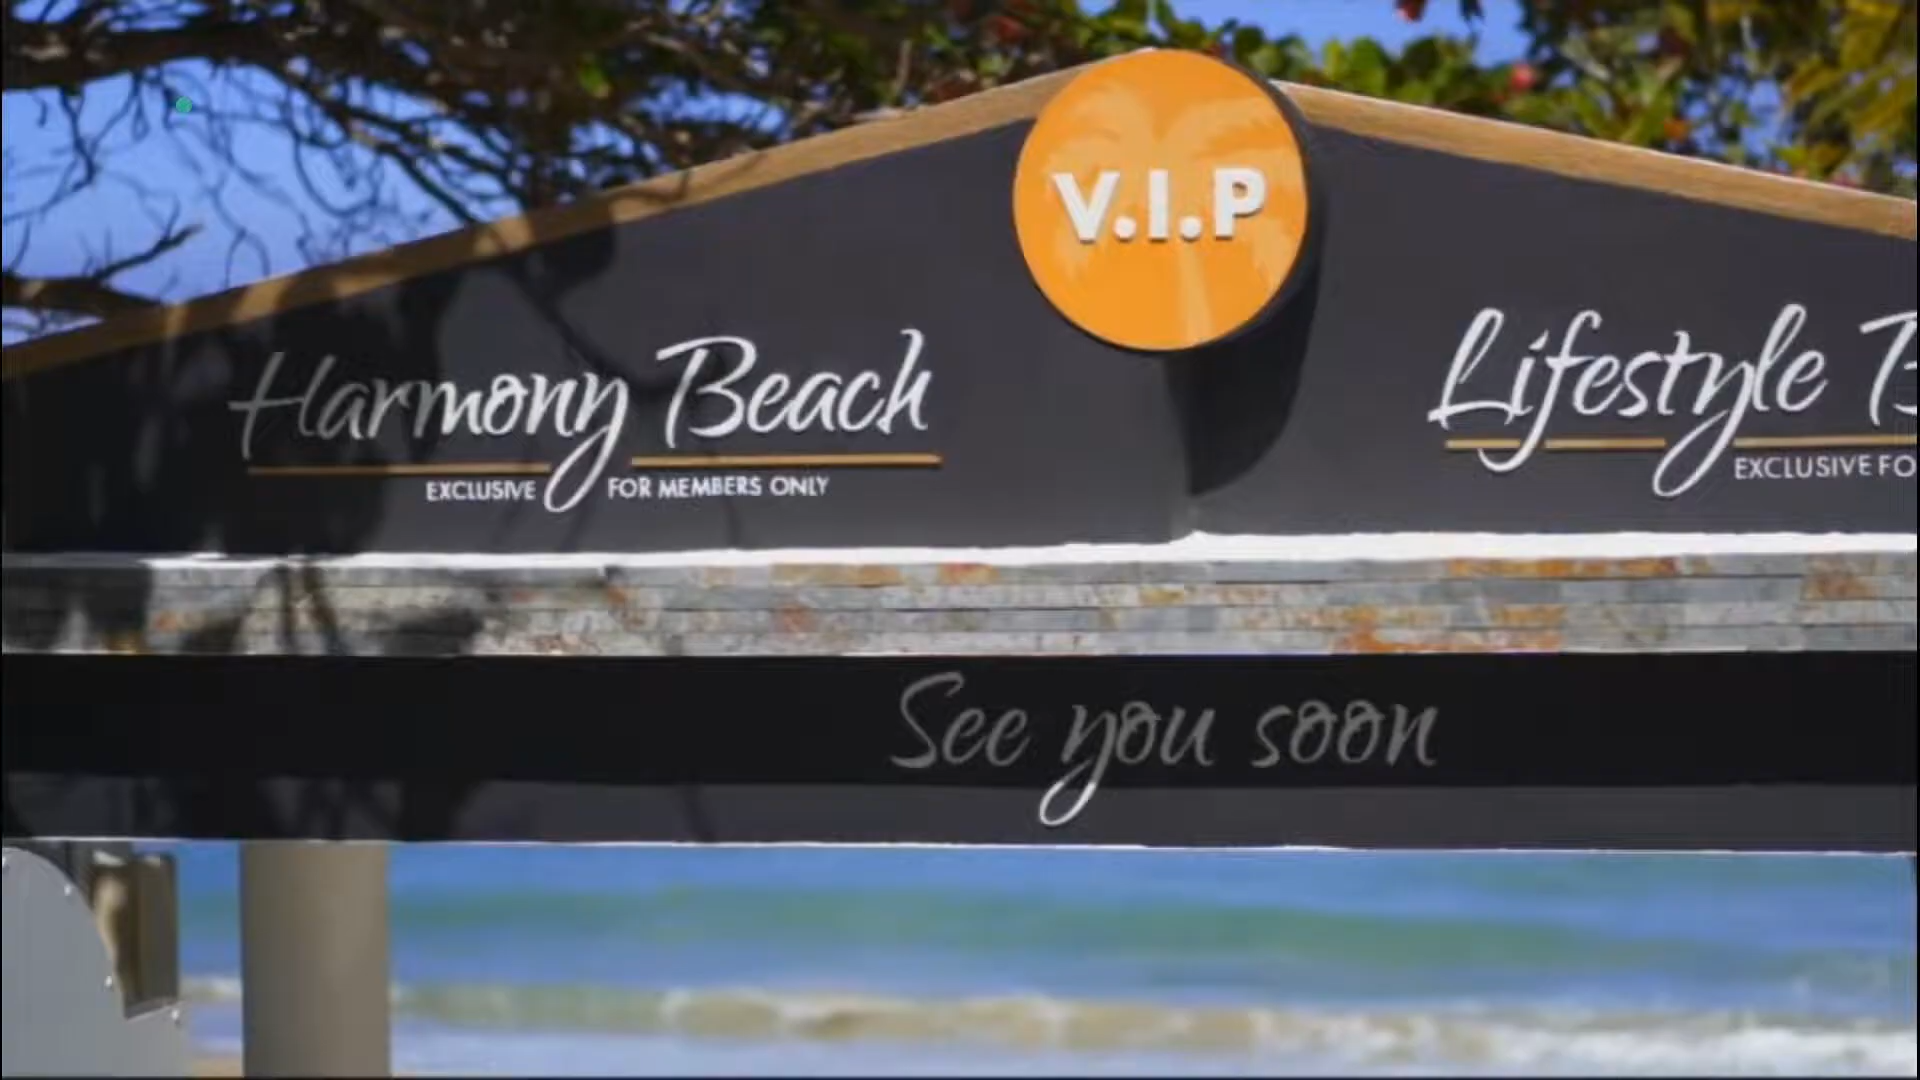 V.I.P
Harmony Beach
EXCLUSIVE FOR MEMBERS ONLY
Lifestyle
EXCLUSIVE
See you soon